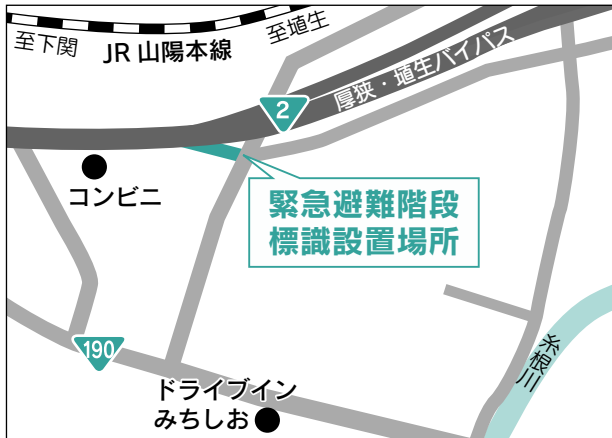 至下関
JR 山陽本線
至埴生
2
厚狭・埴生バイパス
コンビニ
緊急避難階段
標識設置場所
190
糸根川
ドライブイン
みちしお